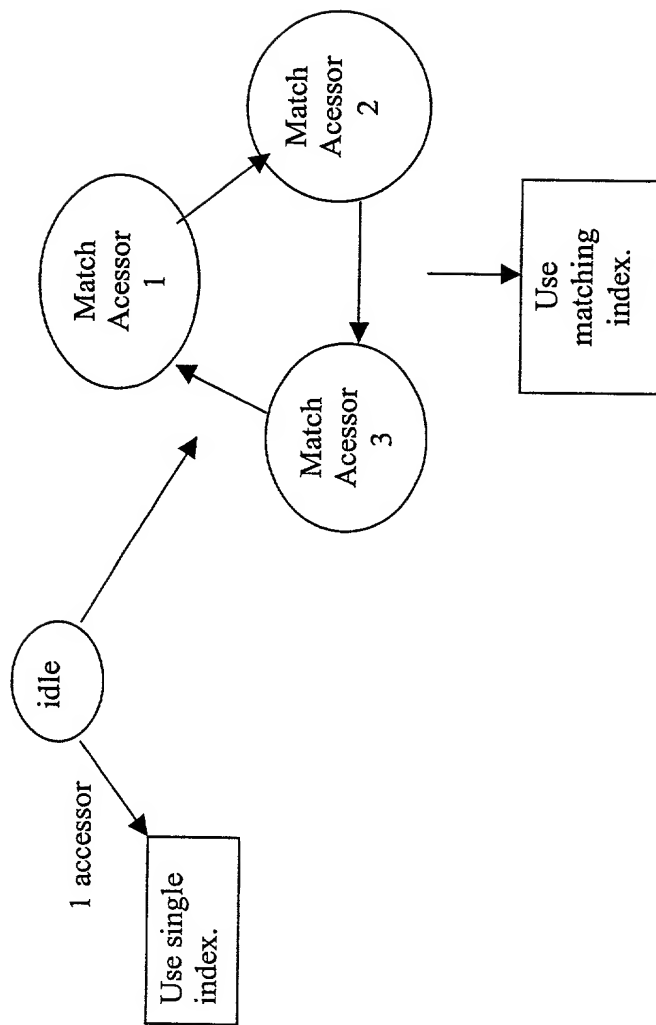 idle
1 accessor
Use single
index.
Match
Acessor
1
Match
Acessor
2
Match
Acessor
3
Use
matching
index.